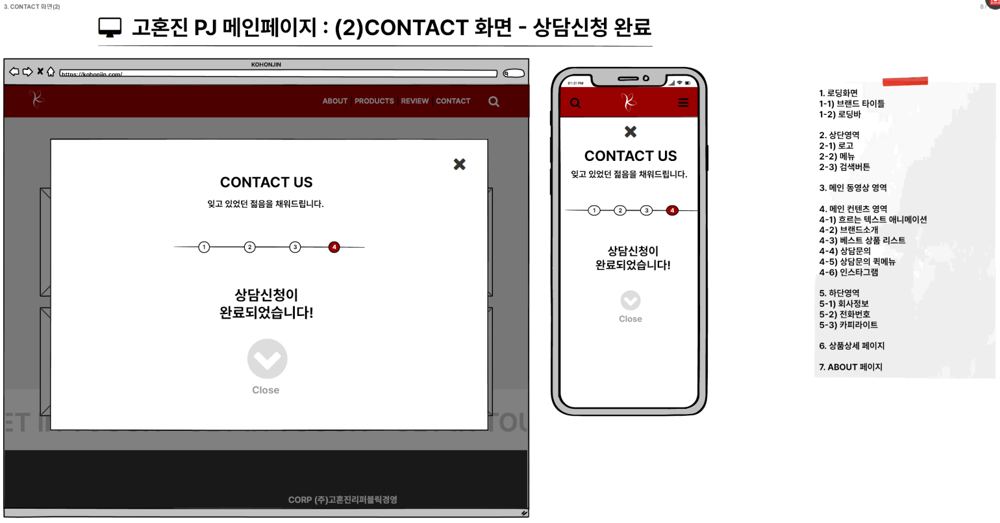 3. CONTACT 화면(2)
8 /
고혼진 PJ 메인페이지 : (2)CONTACT 화면 - 상담신청 완료
KOHONJIN
https://kohonjin.com/
ABOUT PRODUCTS REVIEW CONTACT
CONTACT US
잊고 있었던 젊음을 채워드립니다.
1 2 3 4
상담신청이
완료되었습니다!
Close
CORP (주)고혼진리퍼블릭경영
01:31 PM
CONTACT US
잊고 있었던 젊음을 채워드립니다.
1 2 3 4
상담신청이
완료되었습니다!
Close
1. 로딩화면
1-1) 브랜드 타이틀
1-2) 로딩바
2. 상단영역
2-1) 로고
2-2) 메뉴
2-3) 검색버튼
3. 메인 동영상 영역
4. 메인 컨텐츠 영역
4-1) 흐르는 텍스트 애니메이션
4-2) 브랜드소개
4-3) 베스트 상품 리스트
4-4) 상담문의
4-5) 상담문의 퀵메뉴
4-6) 인스타그램
5. 하단영역
5-1) 회사정보
5-2) 전화번호
5-3) 카피라이트
6. 상품상세 페이지
7. ABOUT 페이지